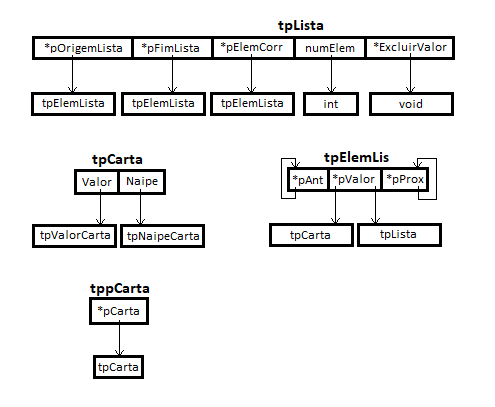 tpLista
*pOrigemLista *pFimLista *pElemCorr numElem *ExcluirValor
tpElemLista tpElemLista tpElemLista int void
tpCarta
Valor Naipe
tpValorCarta tpNaipeCarta
tpElemLis
*pAnt *pValor *pProx
tpCarta tpLista
tppCarta
*pCarta
tpCarta